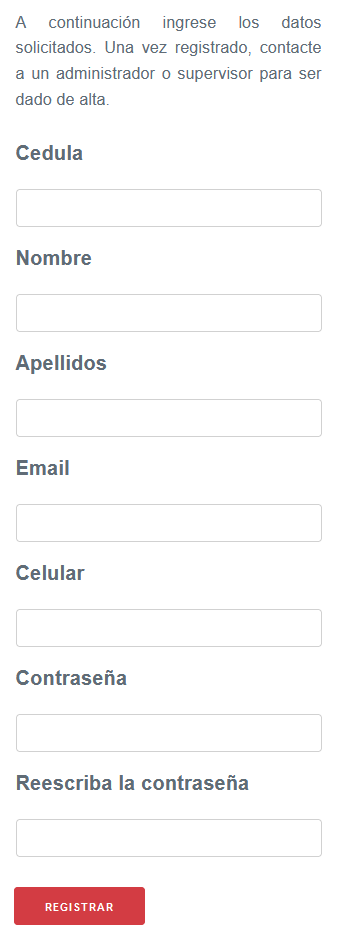 A continuación ingrese los datos
solicitados. Una vez registrado, contacte
a un administrador o supervisor para ser
dado de alta.
Cedula
Nombre
Apellidos
Email
Celular
Contraseña
Reescriba la contraseña
REGISTRAR